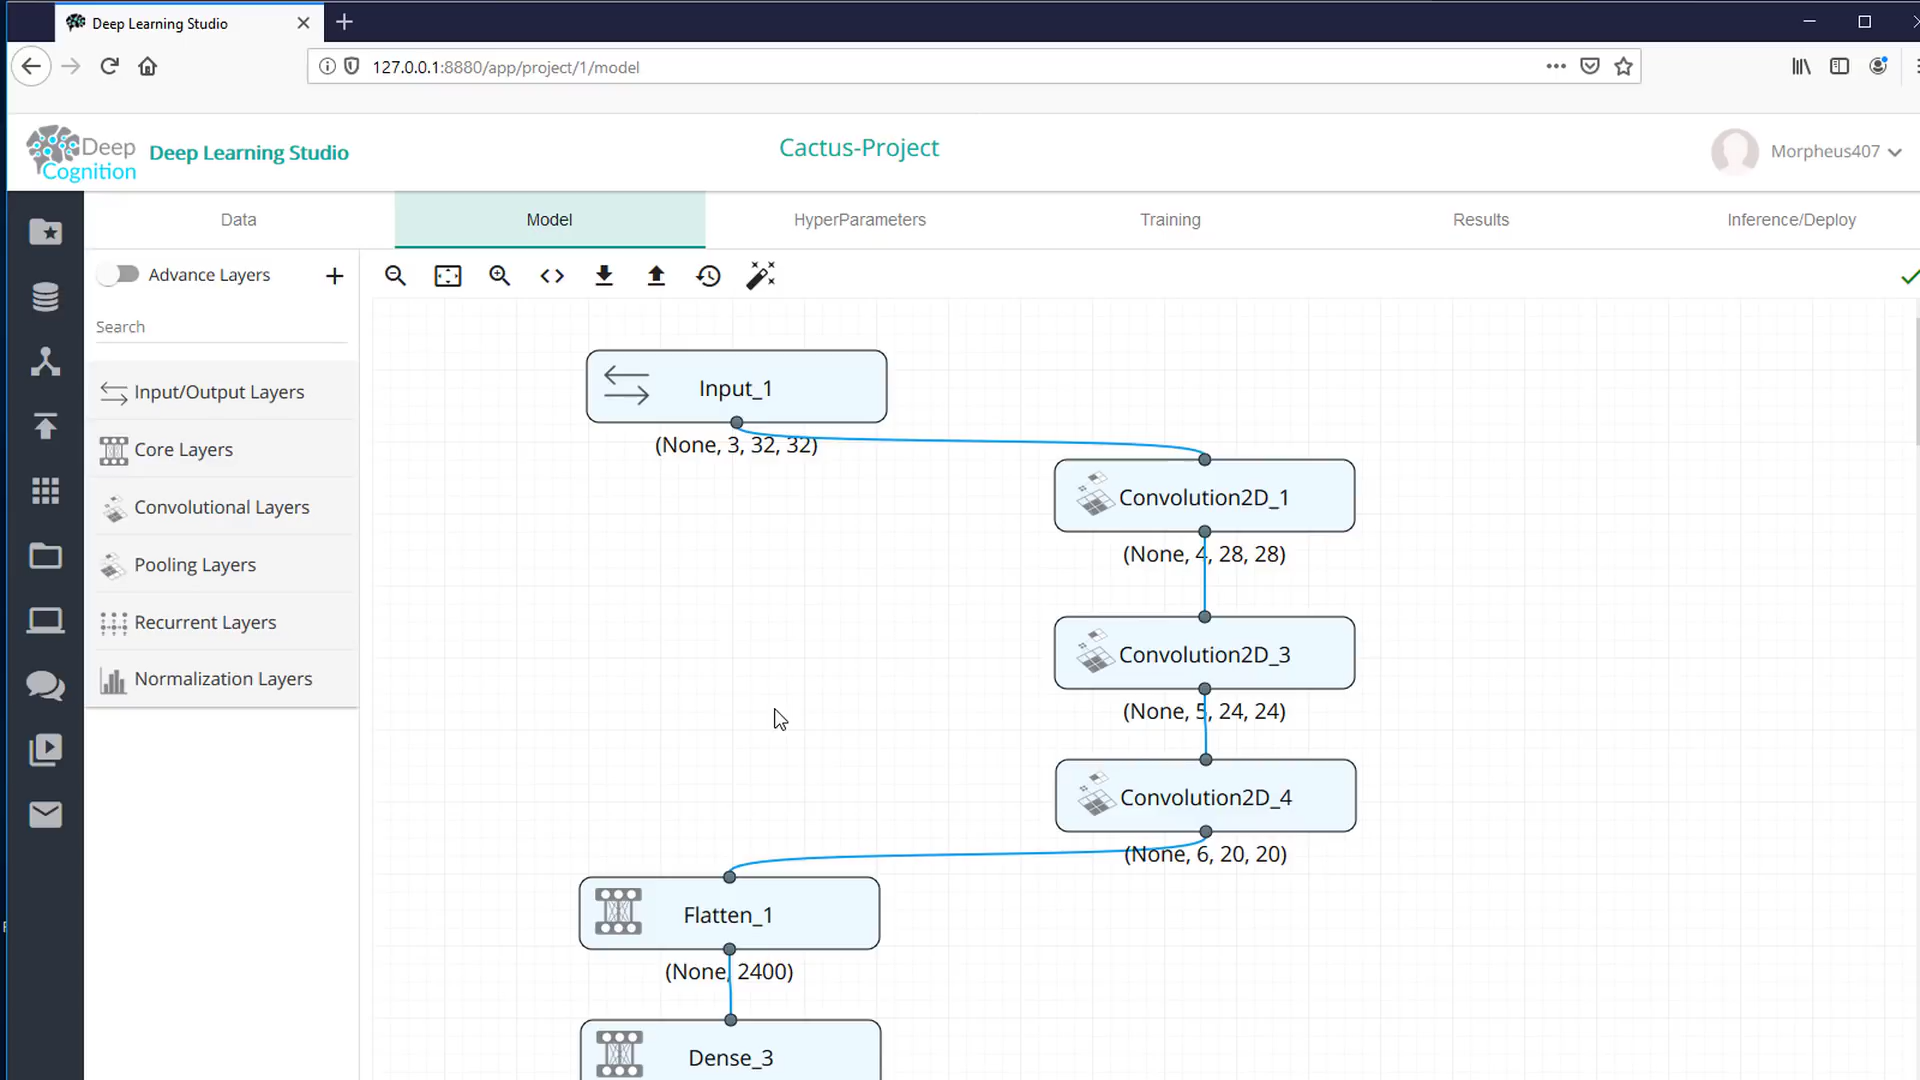 Deep Learning Studio
127.0.0.1:8880/app/project/1/model
Deep
Cognition
Deep Learning Studio
Cactus-Project
Morpheus407
Data
Model
HyperParameters
Training
Results
Inference/Deploy
Advance Layers
Search
Input/Output Layers
Core Layers
Convolutional Layers
Pooling Layers
Recurrent Layers
Normalization Layers
Input_1
(None, 3, 32, 32)
Convolution2D_1
(None, 4, 28, 28)
Convolution2D_3
(None, 5, 24, 24)
Convolution2D_4
(None, 6, 20, 20)
Flatten_1
(None, 2400)
Dense_3